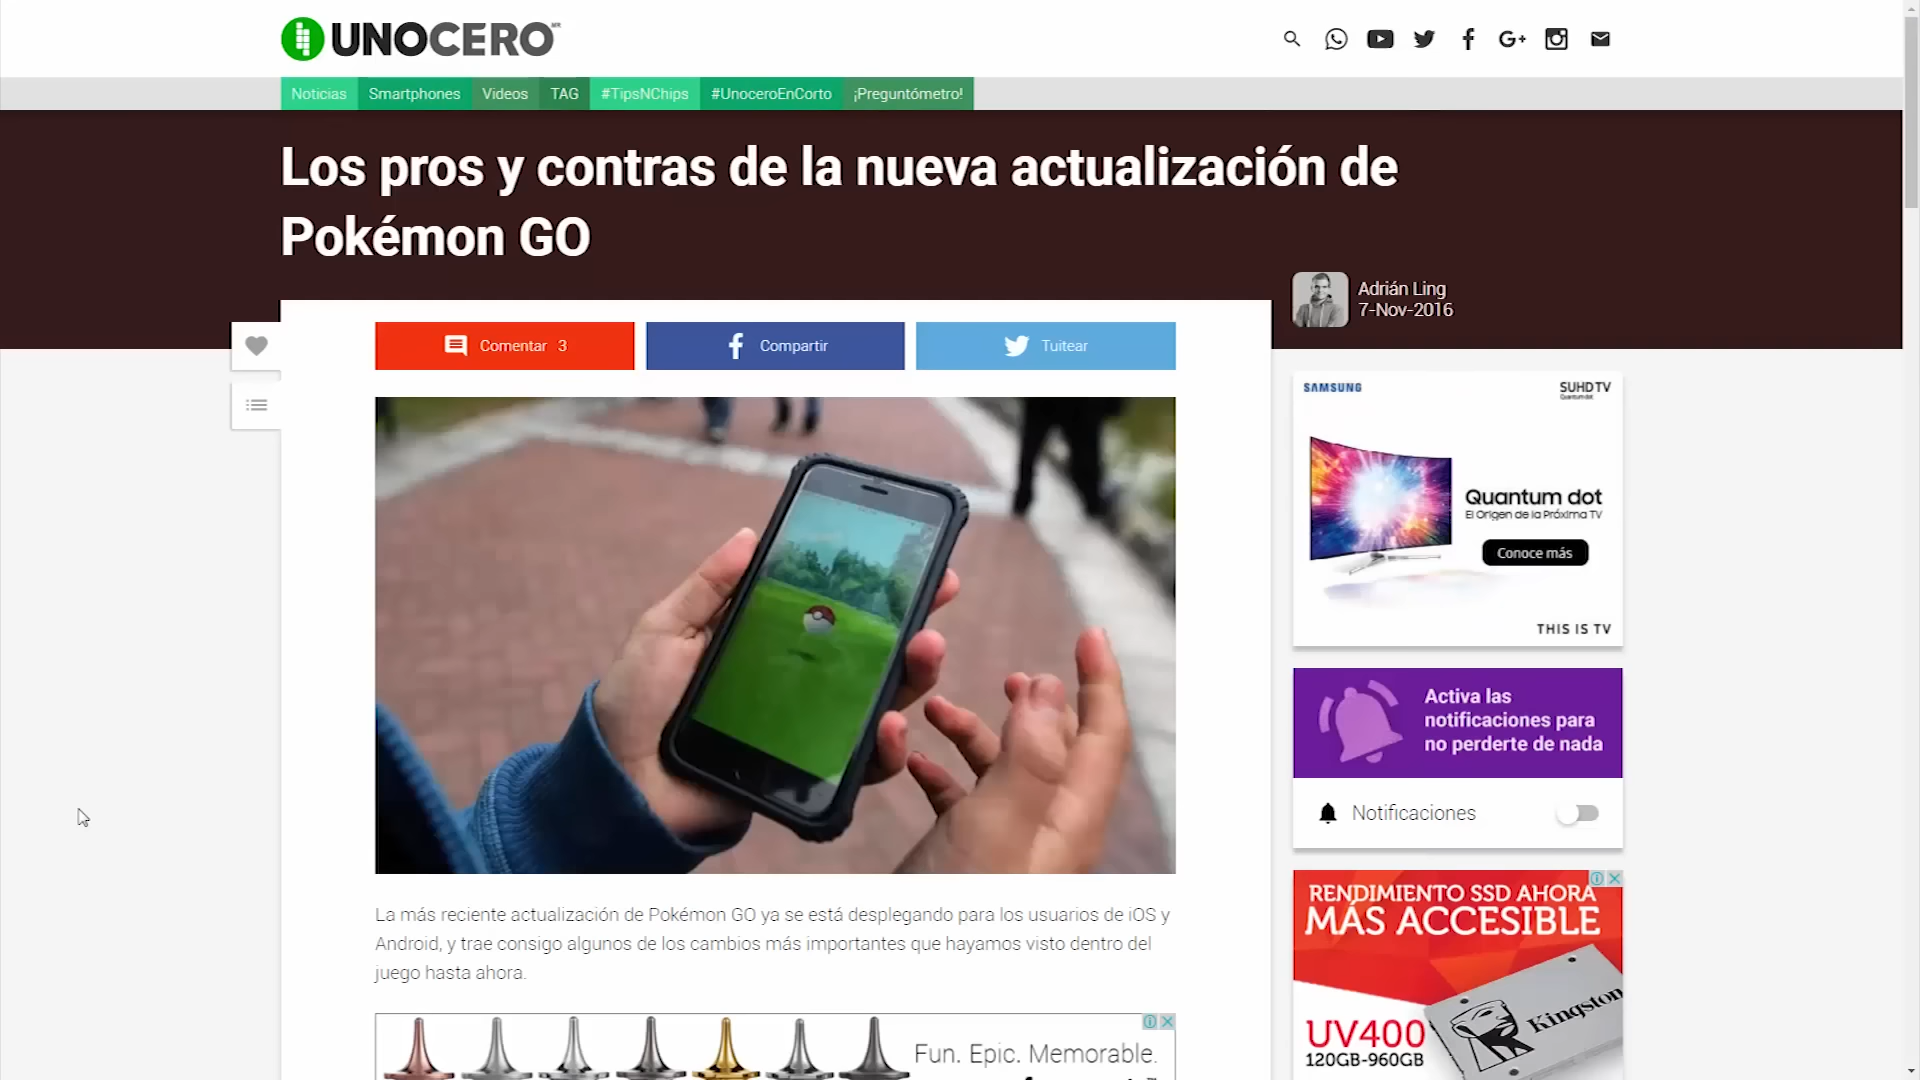 UNOCERO
Noticias Smartphones Videos TAG #TipsNChips #UnoceroEnCorto ¡Preguntómetro!
Los pros y contras de la nueva actualización de
Pokémon GO
Adrián Ling
7-Nov-2016
Comentar 3 Compartir Tuitear
SAMSUNG SUHD TV
Quantum dot
Quantum dot
El Origen de la Próxima TV
Conoce más
THIS IS TV
Activa las
notificaciones para
no perderte de nada
Notificaciones
La más reciente actualización de Pokémon GO ya se está desplegando para los usuarios de iOS y
Android, y trae consigo algunos de los cambios más importantes que hayamos visto dentro del
juego hasta ahora.
RENDIMIENTO SSD AHORA
MÁS ACCESIBLE
Kingston
UV400
120GB-960GB
Fun. Epic. Memorable.